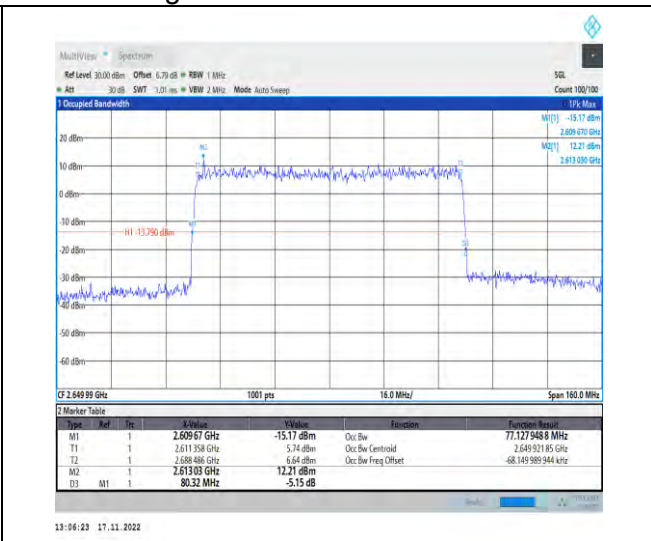 MultiView Spectrum
Ref Level 30.00 dBm Offset 6.79 dB RBW 1 MHz SGL
Att 30 dB SWT 1.01 ms VBW 2 MHz Mode Auto Sweep Count 100/100
1 Occupied Bandwidth 1Pk Max
M1[1] -15.17 dBm
2.609 670 GHz
20 dBm
M2[1] 12.21 dBm
2.613 030 GHz
M2
10 dBm
0 dBm
-10 dBm
M1
H1 -13.790 dBm
-20 dBm
-30 dBm
-40 dBm
-50 dBm
-60 dBm
CF 2.649 99 GHz 1001 pts 16.0 MHz/ Span 160.0 MHz
2 Marker Table
Type Ref Trc X-Value Y-Value Function Function Result
M1 1 2.609 67 GHz -15.17 dBm Occ Bw 77.127 948 8 MHz
T1 1 2.611 358 GHz 5.74 dBm Occ Bw Centroid 2.649 921 85 GHz
T2 1 2.688 486 GHz 6.64 dBm Occ Bw Freq Offset -68.149 989 944 kHz
M2 1 2.613 03 GHz 12.21 dBm
D3 M1 1 80.32 MHz -5.15 dB
13:06:23 17.11.2022